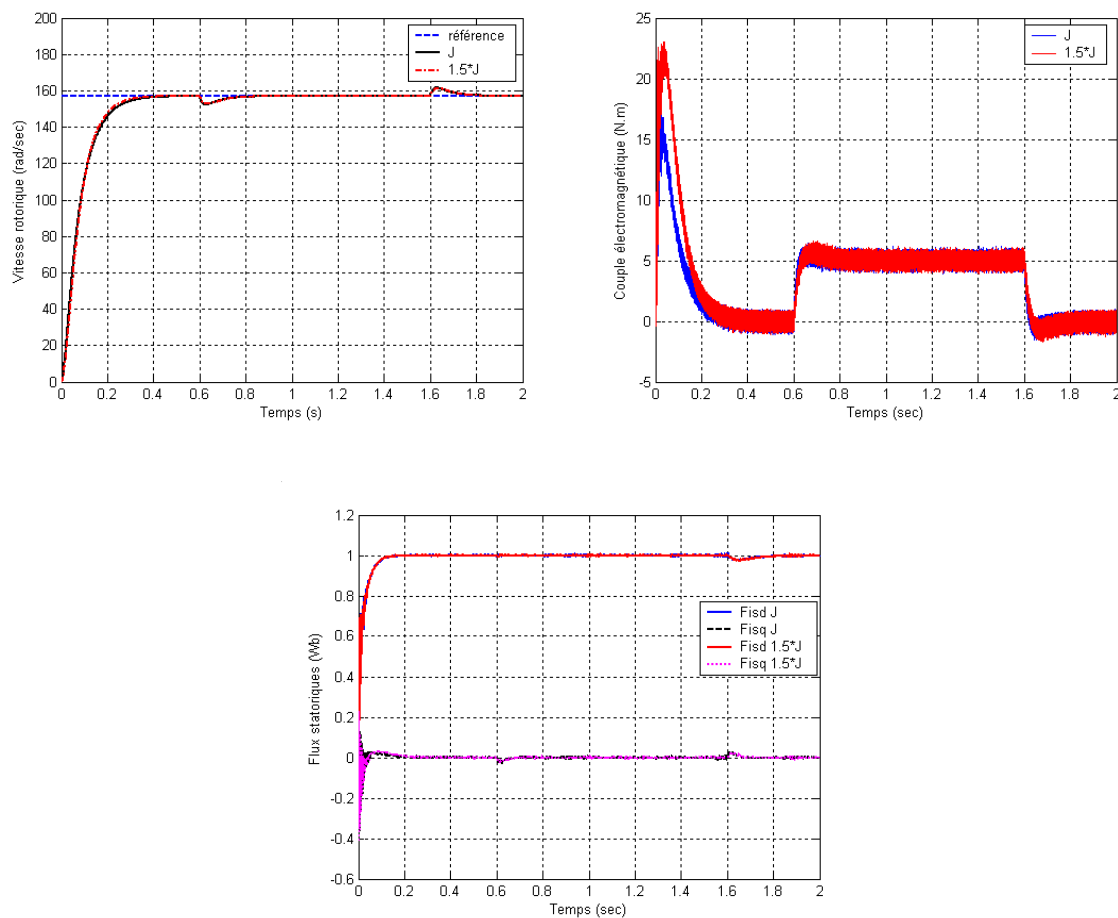 200
180
160
140
120
100
80
60
40
20
0
Vitesse rotorique (rad/sec)
référence
J
1.5*J
0 0.2 0.4 0.6 0.8 1 1.2 1.4 1.6 1.8 2
Temps (s)
25
20
15
10
5
0
-5
Couple électromagnétique (N.m)
J
1.5*J
0 0.2 0.4 0.6 0.8 1 1.2 1.4 1.6 1.8 2
Temps (sec)
1.2
1
0.8
0.6
0.4
0.2
0
-0.2
-0.4
-0.6
Flux statoriques (Wb)
Fisd J
Fisq J
Fisd 1.5*J
Fisq 1.5*J
0 0.2 0.4 0.6 0.8 1 1.2 1.4 1.6 1.8 2
Temps (sec)